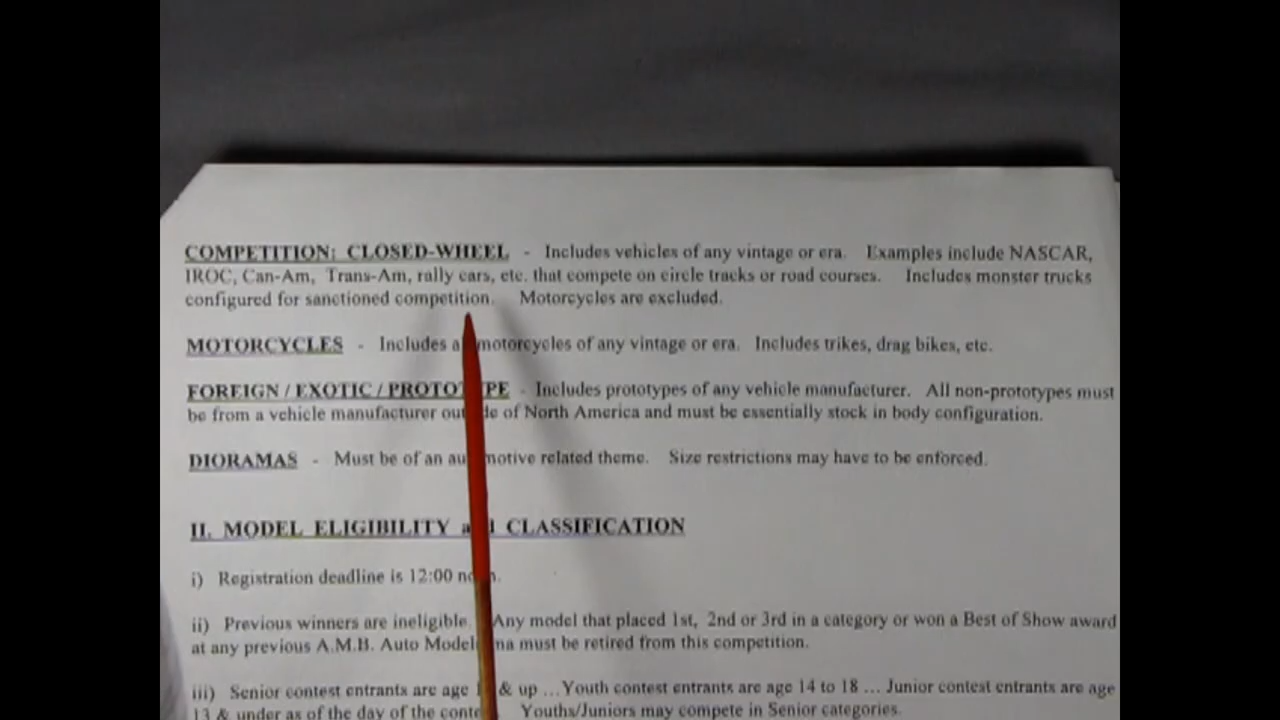 COMPETITION: CLOSED-WHEEL - Includes vehicles of any vintage or era. Examples include NASCAR,
IROC, Can-Am, Trans-Am, rally cars, etc. that compete on circle tracks or road courses. Includes monster trucks
configured for sanctioned competition. Motorcycles are excluded.
MOTORCYCLES - Includes motorcycles of any vintage or era. Includes trikes, drag bikes, etc.
FOREIGN / EXOTIC / PROTOTYPE - Includes prototypes of any vehicle manufacturer. All non-prototypes must
be from a vehicle manufacturer outside of North America and must be essentially stock in body configuration.
DIORAMAS - Must be of an automotive related theme. Size restrictions may have to be enforced.
II. MODEL ELIGIBILITY and CLASSIFICATION
i) Registration deadline is 12:00 noon.
ii) Previous winners are ineligible. Any model that placed 1st, 2nd or 3rd in a category or won a Best of Show award
at any previous A.M.B. Auto Model must be retired from this competition.
iii) Senior contest entrants are age & up ... Youth contest entrants are age 14 to 18 ... Junior contest entrants are age
13 & under as of the day of the contest Youths/Juniors may compete in Senior categories.